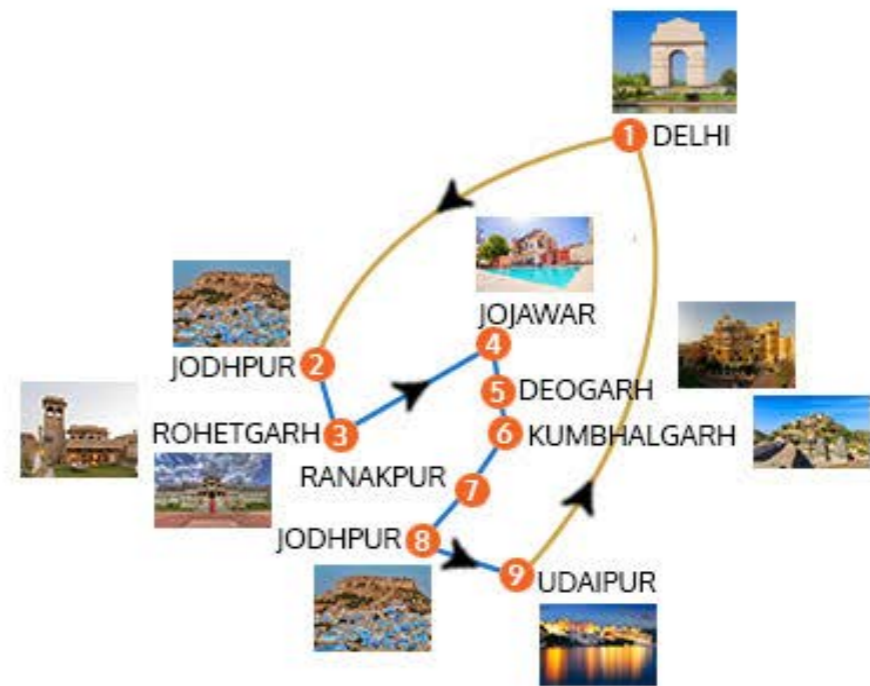 1 DELHI
JOJAWAR
JODHPUR 2
4
5 DEOGARH
ROHETGARH 3
6 KUMBHALGARH
RANAKPUR
7
JODHPUR 8
9 UDAIPUR